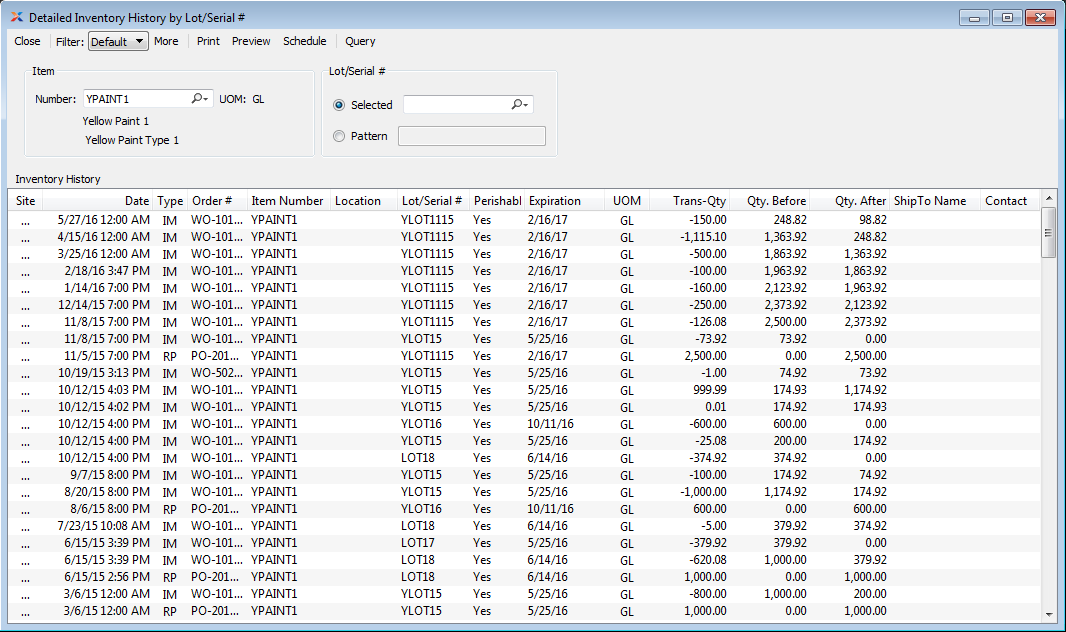 Detailed Inventory History by Lot/Serial #
Close Filter: Default More Print Preview Schedule Query
Item
Number: YPAINT1 UOM: GL
Yellow Paint 1
Yellow Paint Type 1
Lot/Serial #
Selected
Pattern
Inventory History
Site Date Type Order # Item Number Location Lot/Serial # Perishabl Expiration UOM Trans-Qty Qty. Before Qty. After ShipTo Name Contact
... 5/27/16 12:00 AM IM WO-101... YPAINT1 YLOT1115 Yes 2/16/17 GL -150.00 248.82 98.82
... 4/15/16 12:00 AM IM WO-101... YPAINT1 YLOT1115 Yes 2/16/17 GL -1,115.10 1,363.92 248.82
... 3/25/16 12:00 AM IM WO-101... YPAINT1 YLOT1115 Yes 2/16/17 GL -500.00 1,863.92 1,363.92
... 2/18/16 3:47 PM IM WO-101... YPAINT1 YLOT1115 Yes 2/16/17 GL -100.00 1,963.92 1,863.92
... 1/14/16 7:00 PM IM WO-101... YPAINT1 YLOT1115 Yes 2/16/17 GL -160.00 2,123.92 1,963.92
... 12/14/15 7:00 PM IM WO-101... YPAINT1 YLOT1115 Yes 2/16/17 GL -250.00 2,373.92 2,123.92
... 11/8/15 7:00 PM IM WO-101... YPAINT1 YLOT1115 Yes 2/16/17 GL -126.08 2,500.00 2,373.92
... 11/8/15 7:00 PM IM WO-101... YPAINT1 YLOT15 Yes 5/25/16 GL -73.92 73.92 0.00
... 11/5/15 7:00 PM RP PO-201... YPAINT1 YLOT1115 Yes 2/16/17 GL 2,500.00 0.00 2,500.00
... 10/19/15 3:13 PM IM WO-502... YPAINT1 YLOT15 Yes 5/25/16 GL -1.00 74.92 73.92
... 10/12/15 4:03 PM IM WO-101... YPAINT1 YLOT15 Yes 5/25/16 GL 999.99 174.93 1,174.92
... 10/12/15 4:02 PM IM WO-101... YPAINT1 YLOT15 Yes 5/25/16 GL 0.01 174.92 174.93
... 10/12/15 4:00 PM IM WO-101... YPAINT1 YLOT16 Yes 10/11/16 GL -600.00 600.00 0.00
... 10/12/15 4:00 PM IM WO-101... YPAINT1 YLOT15 Yes 5/25/16 GL -25.08 200.00 174.92
... 10/12/15 4:00 PM IM WO-101... YPAINT1 LOT18 Yes 6/14/16 GL -374.92 374.92 0.00
... 9/7/15 8:00 PM IM WO-101... YPAINT1 YLOT15 Yes 5/25/16 GL -100.00 174.92 74.92
... 8/20/15 8:00 PM IM WO-101... YPAINT1 YLOT15 Yes 5/25/16 GL -1,000.00 1,174.92 174.92
... 8/6/15 8:00 PM RP PO-201... YPAINT1 YLOT16 Yes 10/11/16 GL 600.00 0.00 600.00
... 7/23/15 10:08 AM IM WO-101... YPAINT1 LOT18 Yes 6/14/16 GL -5.00 379.92 374.92
... 6/15/15 3:39 PM IM WO-101... YPAINT1 LOT17 Yes 5/25/16 GL -379.92 379.92 0.00
... 6/15/15 3:39 PM IM WO-101... YPAINT1 LOT18 Yes 6/14/16 GL -620.08 1,000.00 379.92
... 6/15/15 2:56 PM RP PO-201... YPAINT1 LOT18 Yes 6/14/16 GL 1,000.00 0.00 1,000.00
... 3/6/15 12:00 AM IM WO-101... YPAINT1 YLOT15 Yes 5/25/16 GL -800.00 1,000.00 200.00
... 3/6/15 12:00 AM RP PO-201... YPAINT1 YLOT15 Yes 5/25/16 GL 1,000.00 0.00 1,000.00